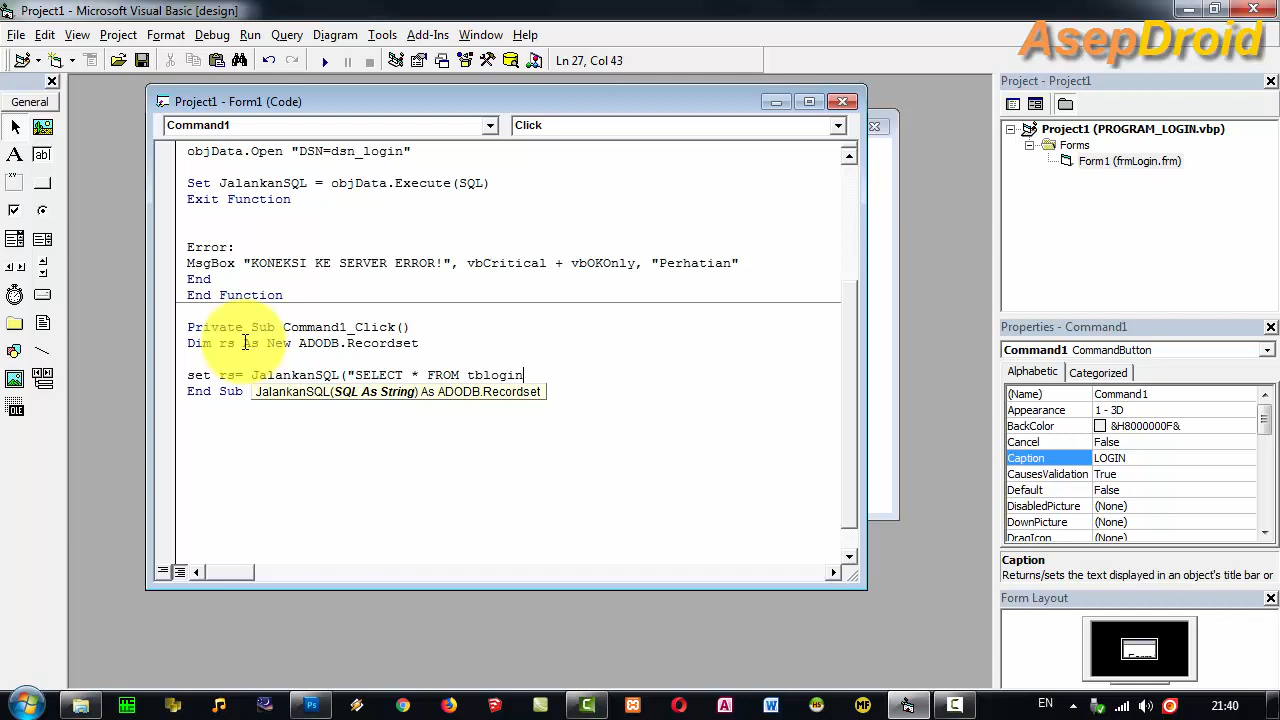 Project1 - Microsoft Visual Basic [design]
AsepDroid
File Edit View Project Format Debug Run Query Diagram Tools Add-Ins Window Help
Ln 27, Col 43
General
Project1 - Form1 (Code)
Command1
Click
objData.Open "DSN=dsn_login"
Set JalankanSQL = objData.Execute(SQL)
Exit Function
Error:
MsgBox "KONEKSI KE SERVER ERROR!", vbCritical + vbOKOnly, "Perhatian"
End
End Function
Private Sub Command1_Click()
Dim rs As New ADODB.Recordset
set rs= JalankanSQL("SELECT * FROM tblogin
End Sub
JalankanSQL(SQL As String) As ADODB.Recordset
Project - Project1
Project1 (PROGRAM_LOGIN.vbp)
Forms
Form1 (frmLogin.frm)
Properties - Command1
Command1 CommandButton
Alphabetic Categorized
(Name) Command1
Appearance 1 - 3D
BackColor &H8000000F&
Cancel False
Caption LOGIN
CausesValidation True
Default False
DisabledPicture (None)
DownPicture (None)
DragIcon (None)
Caption
Returns/sets the text displayed in an object's title bar or
Form Layout
EN
21:40